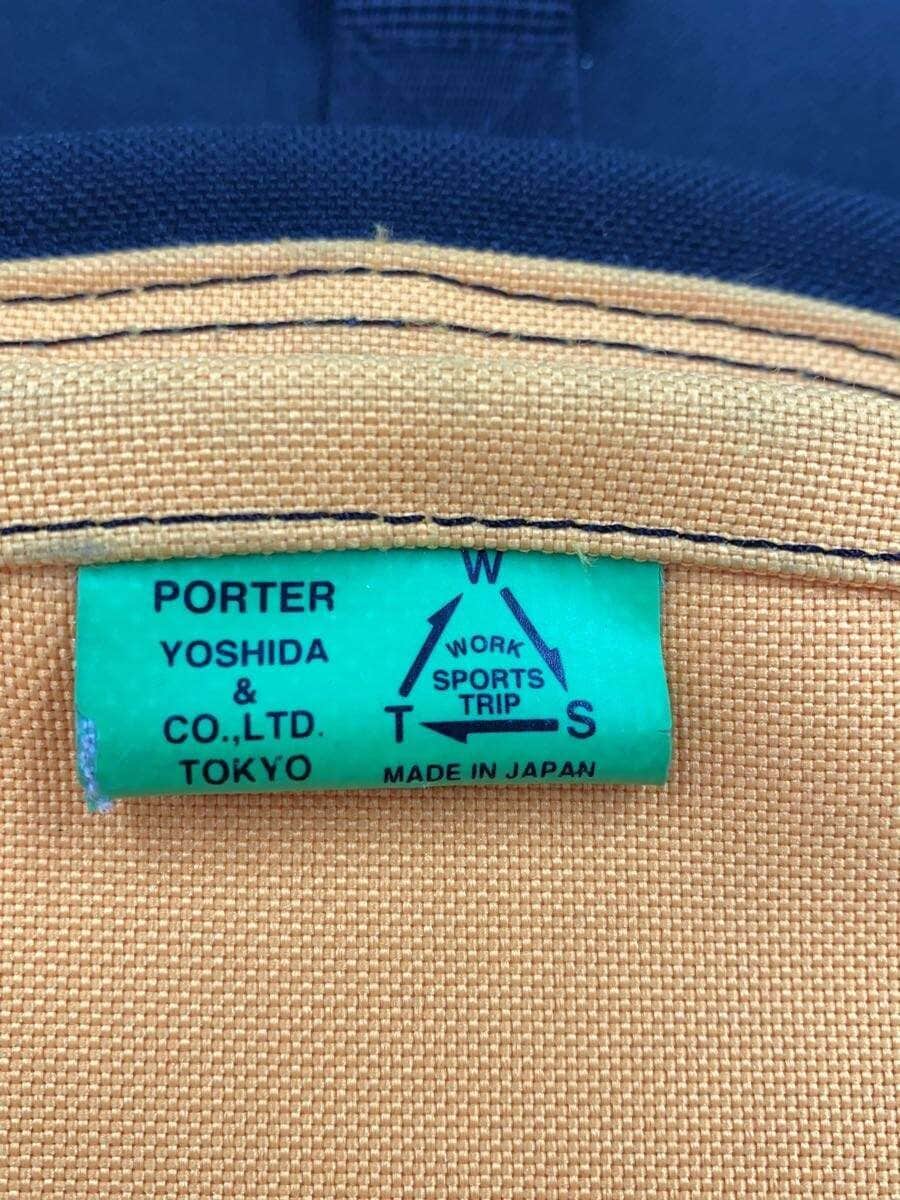 PORTER
YOSHIDA
&
CO.,LTD.
TOKYO
W
WORK
SPORTS
TRIP
T S
MADE IN JAPAN